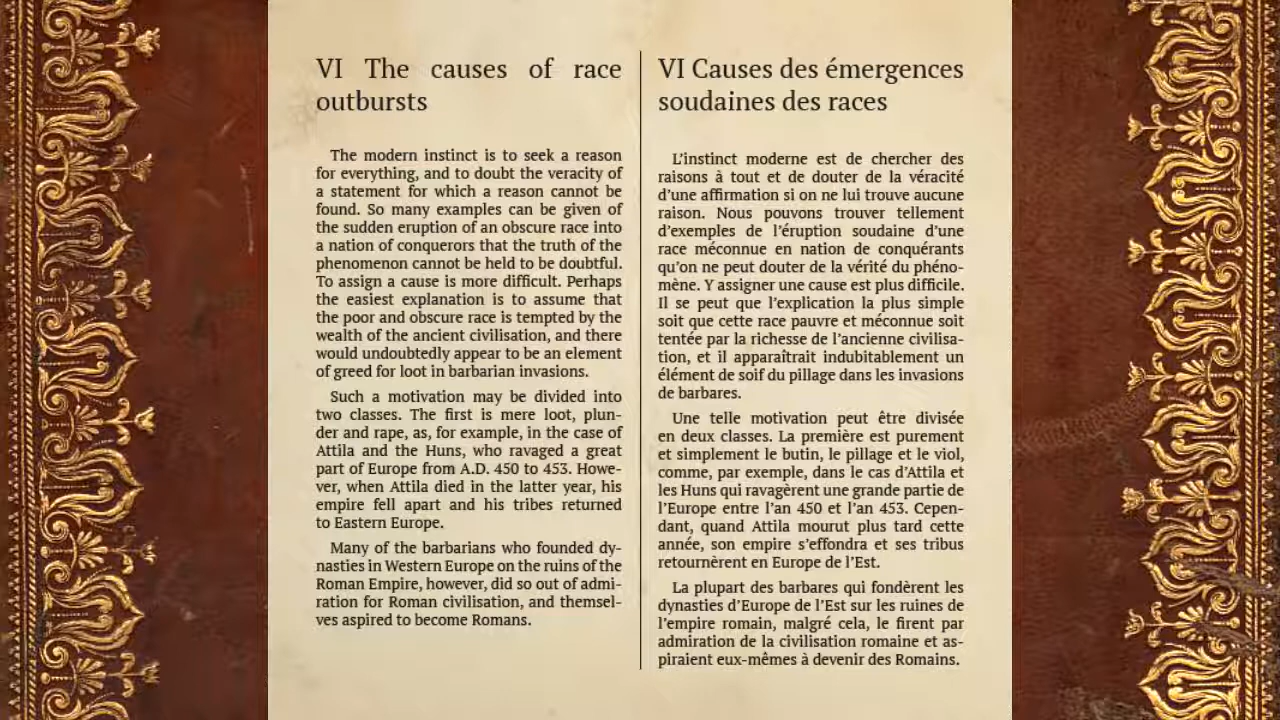 VI The causes of race
outbursts
The modern instinct is to seek a reason
for everything, and to doubt the veracity of
a statement for which a reason cannot be
found. So many examples can be given of
the sudden eruption of an obscure race into
a nation of conquerors that the truth of the
phenomenon cannot be held to be doubtful.
To assign a cause is more difficult. Perhaps
the easiest explanation is to assume that
the poor and obscure race is tempted by the
wealth of the ancient civilisation, and there
would undoubtedly appear to be an element
of greed for loot in barbarian invasions.
Such a motivation may be divided into
two classes. The first is mere loot, plun-
der and rape, as, for example, in the case of
Attila and the Huns, who ravaged a great
part of Europe from A.D. 450 to 453. Howe-
ver, when Attila died in the latter year, his
empire fell apart and his tribes returned
to Eastern Europe.
Many of the barbarians who founded dy-
nasties in Western Europe on the ruins of the
Roman Empire, however, did so out of admi-
ration for Roman civilisation, and themsel-
ves aspired to become Romans.
VI Causes des émergences
soudaines des races
L'instinct moderne est de chercher des
raisons à tout et de douter de la véracité
d'une affirmation si on ne lui trouve aucune
raison. Nous pouvons trouver tellement
d'exemples de l'éruption soudaine d'une
race méconnue en nation de conquérants
qu'on ne peut douter de la vérité du phéno-
mène. Y assigner une cause est plus difficile.
Il se peut que l'explication la plus simple
soit que cette race pauvre et méconnue soit
tentée par la richesse de l'ancienne civilisa-
tion, et il apparaîtrait indubitablement un
élément de soif du pillage dans les invasions
de barbares.
Une telle motivation peut être divisée
en deux classes. La première est purement
et simplement le butin, le pillage et le viol,
comme, par exemple, dans le cas d'Attila et
les Huns qui ravagèrent une grande partie de
l'Europe entre l'an 450 et l'an 453. Cepen-
dant, quand Attila mourut plus tard cette
année, son empire s'effondra et ses tribus
retournèrent en Europe de l'Est.
La plupart des barbares qui fondèrent les
dynasties d'Europe de l'Est sur les ruines de
l'empire romain, malgré cela, le firent par
admiration de la civilisation romaine et as-
piraient eux-mêmes à devenir des Romains.